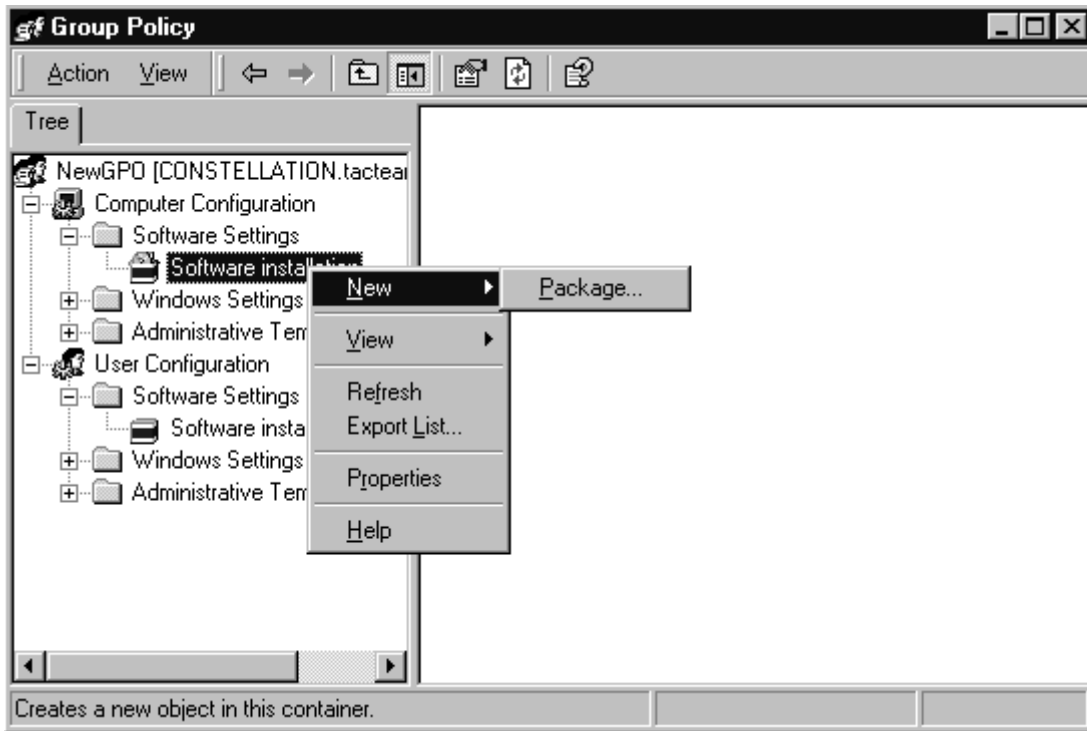 Group Policy
Action View
Tree
NewGPO [CONSTELLATION.tactear
Computer Configuration
Software Settings
Software installation
New
Package...
Windows Settings
View
Administrative Tem
User Configuration
Refresh
Software Settings
Export List...
Software insta
Windows Settings
Properties
Administrative Tem
Help
Creates a new object in this container.